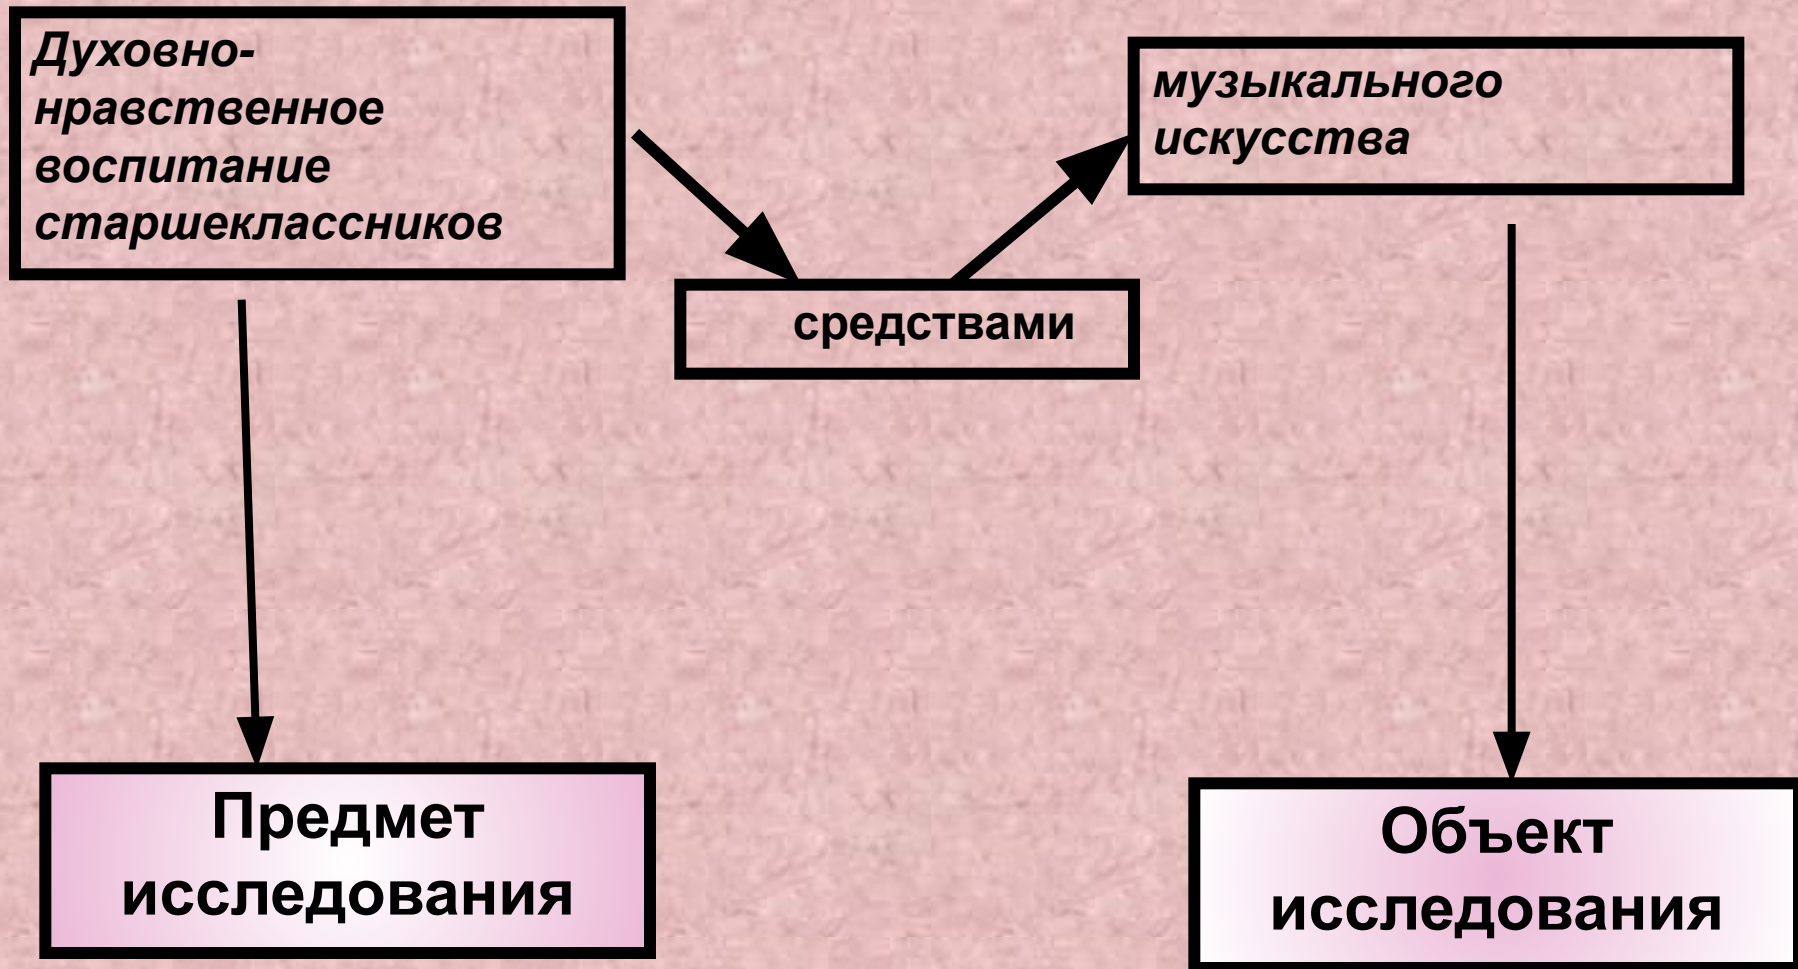 Духовно-
нравственное
воспитание
старшеклассников
музыкального
искусства
средствами
Предмет
исследования
Объект
исследования